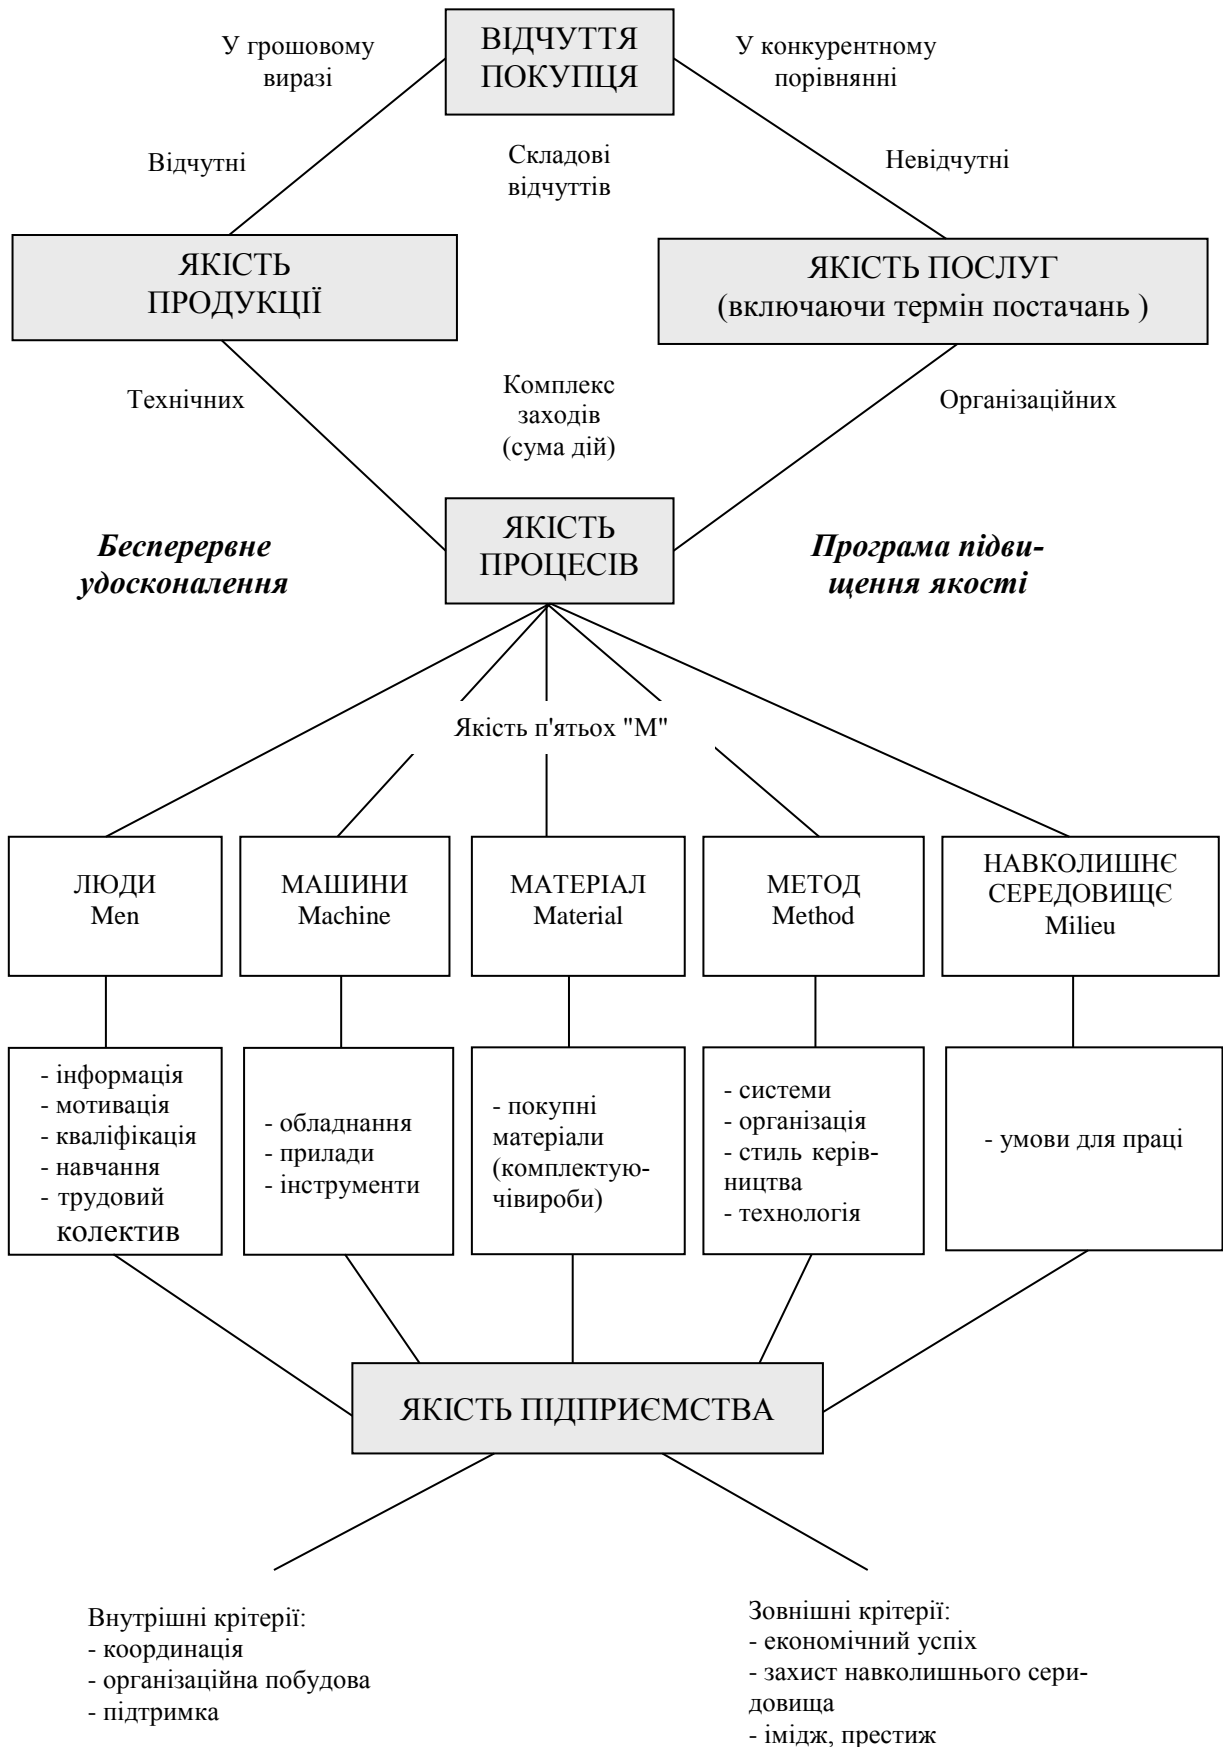 У грошовому
виразі
ВІДЧУТТЯ
ПОКУПЦЯ
У конкурентному
порівнянні
Відчутні
Складові
відчуттів
Невідчутні
ЯКІСТЬ
ПРОДУКЦІЇ
ЯКІСТЬ ПОСЛУГ
(включаючи термін постачань )
Технічних
Комплекс
заходів
(сума дій)
Організаційних
Бесперервне
удосконалення
ЯКІСТЬ
ПРОЦЕСІВ
Програма підви-
щення якості
Якість п'ятьох "М"
ЛЮДИ
Men
МАШИНИ
Machine
МАТЕРІАЛ
Material
МЕТОД
Method
НАВКОЛИШНЄ
СЕРЕДОВИЩЄ
Milieu
- інформація
- мотивація
- кваліфікація
- навчання
- трудовий
колектив
- обладнання
- прилади
- інструменти
- покупні
матеріали
(комплектую-
чівироби)
- системи
- організація
- стиль керів-
ництва
- технологія
- умови для праці
ЯКІСТЬ ПІДПРИЄМСТВА
Внутрішні крітерії:
- координація
- організаційна побудова
- підтримка
Зовнішні крітерії:
- економічний успіх
- захист навколишнього сери-
довища
- імідж, престиж